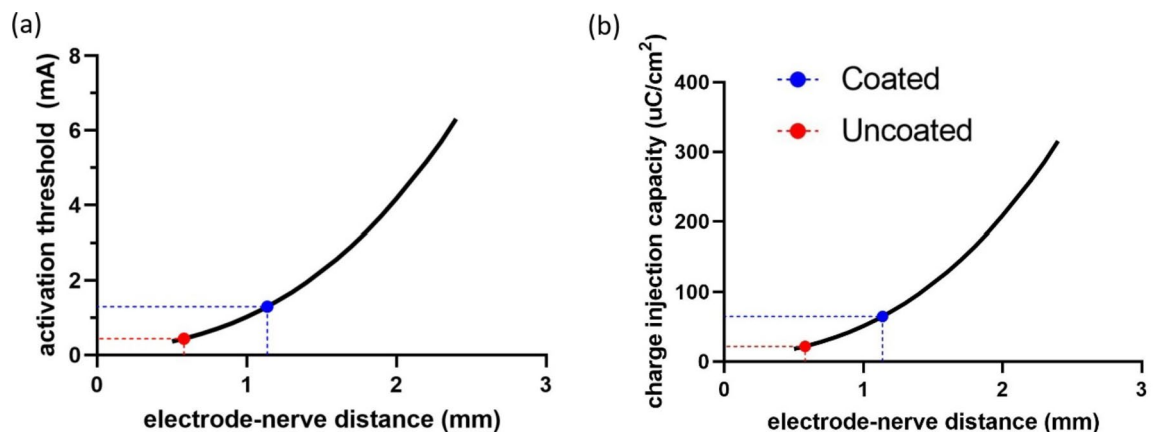 (a)
activation threshold (mA)
8
6
4
2
0
0 1 2 3
electrode-nerve distance (mm)
(b)
charge injection capacity (uC/cm²)
400
300
200
100
0
0 1 2 3
electrode-nerve distance (mm)
Coated
Uncoated